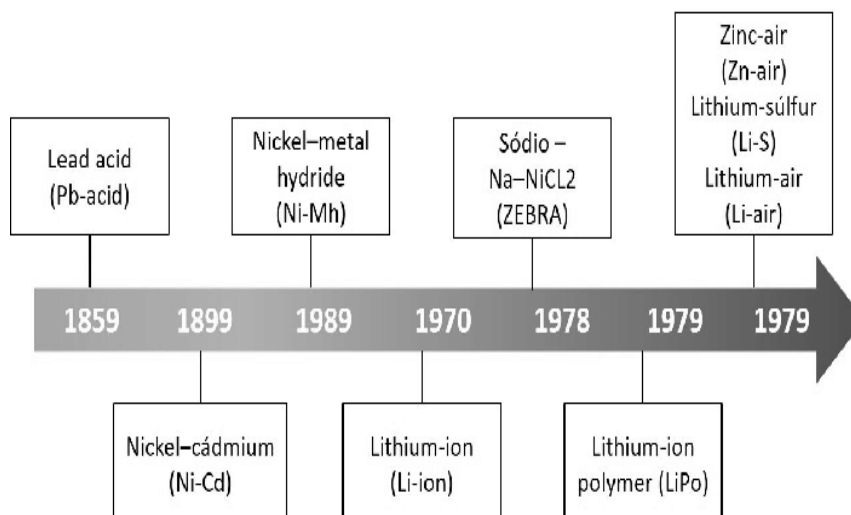 Zinc-air
(Zn-air)
Lithium-súlfur
(Li-S)
Lithium-air
(Li-air)
Lead acid
(Pb-acid)
Nickel–metal
hydride
(Ni-Mh)
Sódio –
Na–NiCL2
(ZEBRA)
1859 1899 1989 1970 1978 1979 1979
Nickel–cádmium
(Ni-Cd)
Lithium-ion
(Li-ion)
Lithium-ion
polymer (LiPo)